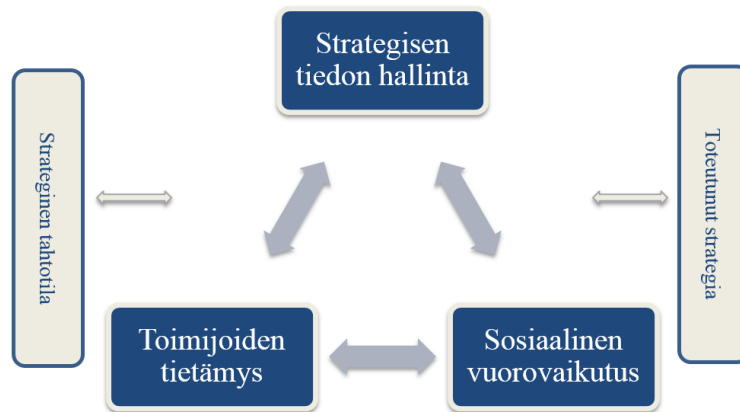 Strategisen
tiedon hallinta
Strateginen tahtotila
Toteutunut strategia
Toimijoiden
tietämys
Sosiaalinen
vuorovaikutus